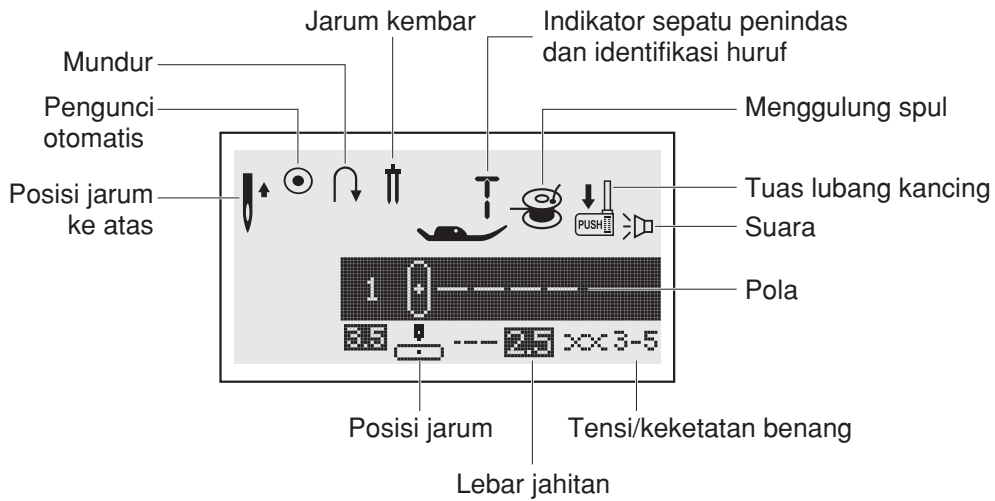 Jarum kembar
Indikator sepatu penindas
dan identifikasi huruf
Mundur
Pengunci
otomatis
Menggulung spul
Posisi jarum
ke atas
Tuas lubang kancing
Suara
PUSH
1
Pola
3.5 2.5 3-5
Posisi jarum
Tensi/keketatan benang
Lebar jahitan